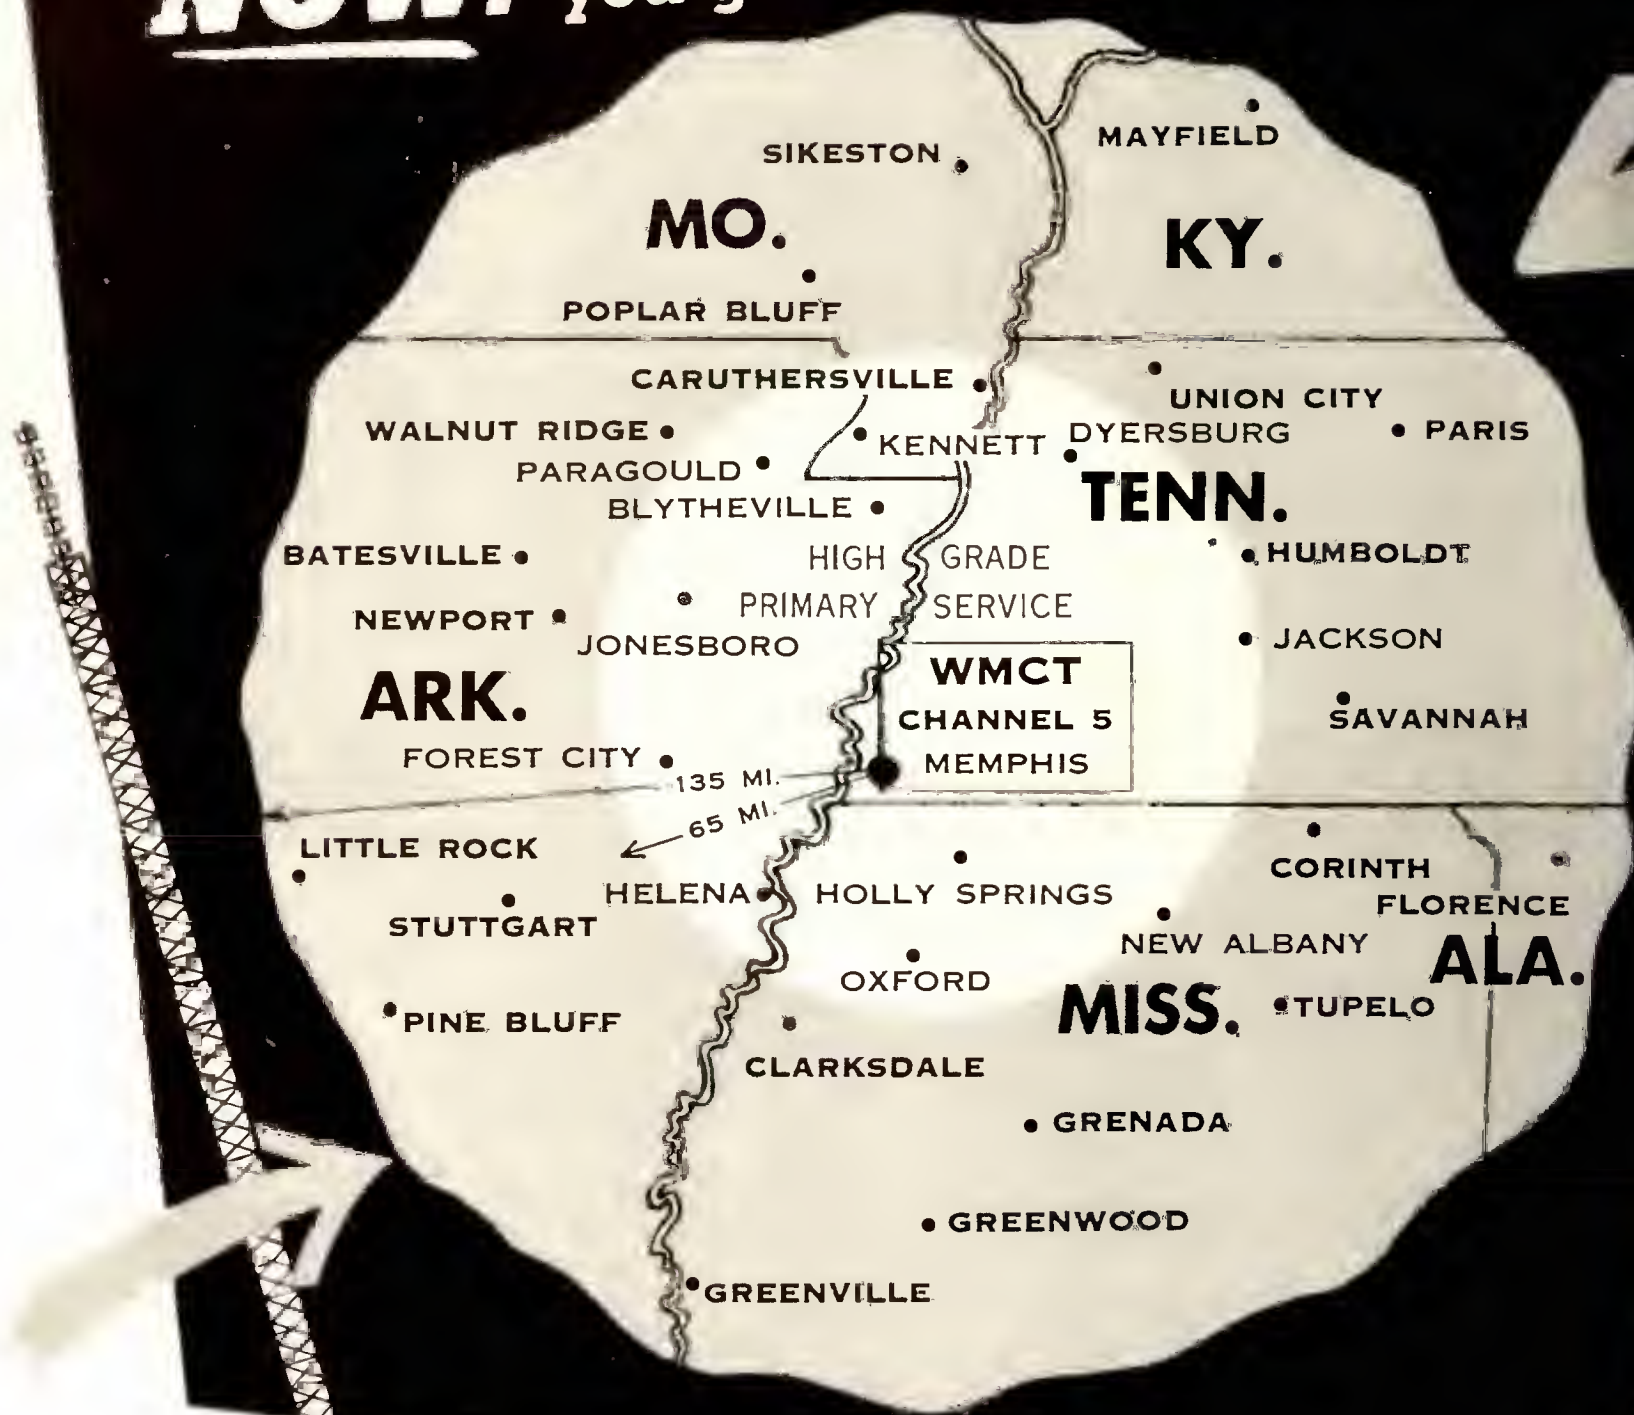 NOW! you g
SIKESTON
MAYFIELD
MO.
KY.
POPLAR BLUFF
CARUTHERSVILLE
UNION CITY
WALNUT RIDGE
KENNETT
DYERSBURG
PARIS
PARAGOULD
TENN.
BLYTHEVILLE
BATESVILLE
HIGH GRADE
HUMBOLDT
PRIMARY SERVICE
NEWPORT
JONESBORO
JACKSON
WMCT
ARK.
CHANNEL 5
SAVANNAH
FOREST CITY
MEMPHIS
135 MI.
65 MI.
LITTLE ROCK
CORINTH
HELENA
HOLLY SPRINGS
FLORENCE
STUTTGART
NEW ALBANY
ALA.
OXFORD
MISS.
TUPELO
PINE BLUFF
CLARKSDALE
GRENADA
GREENWOOD
GREENVILLE